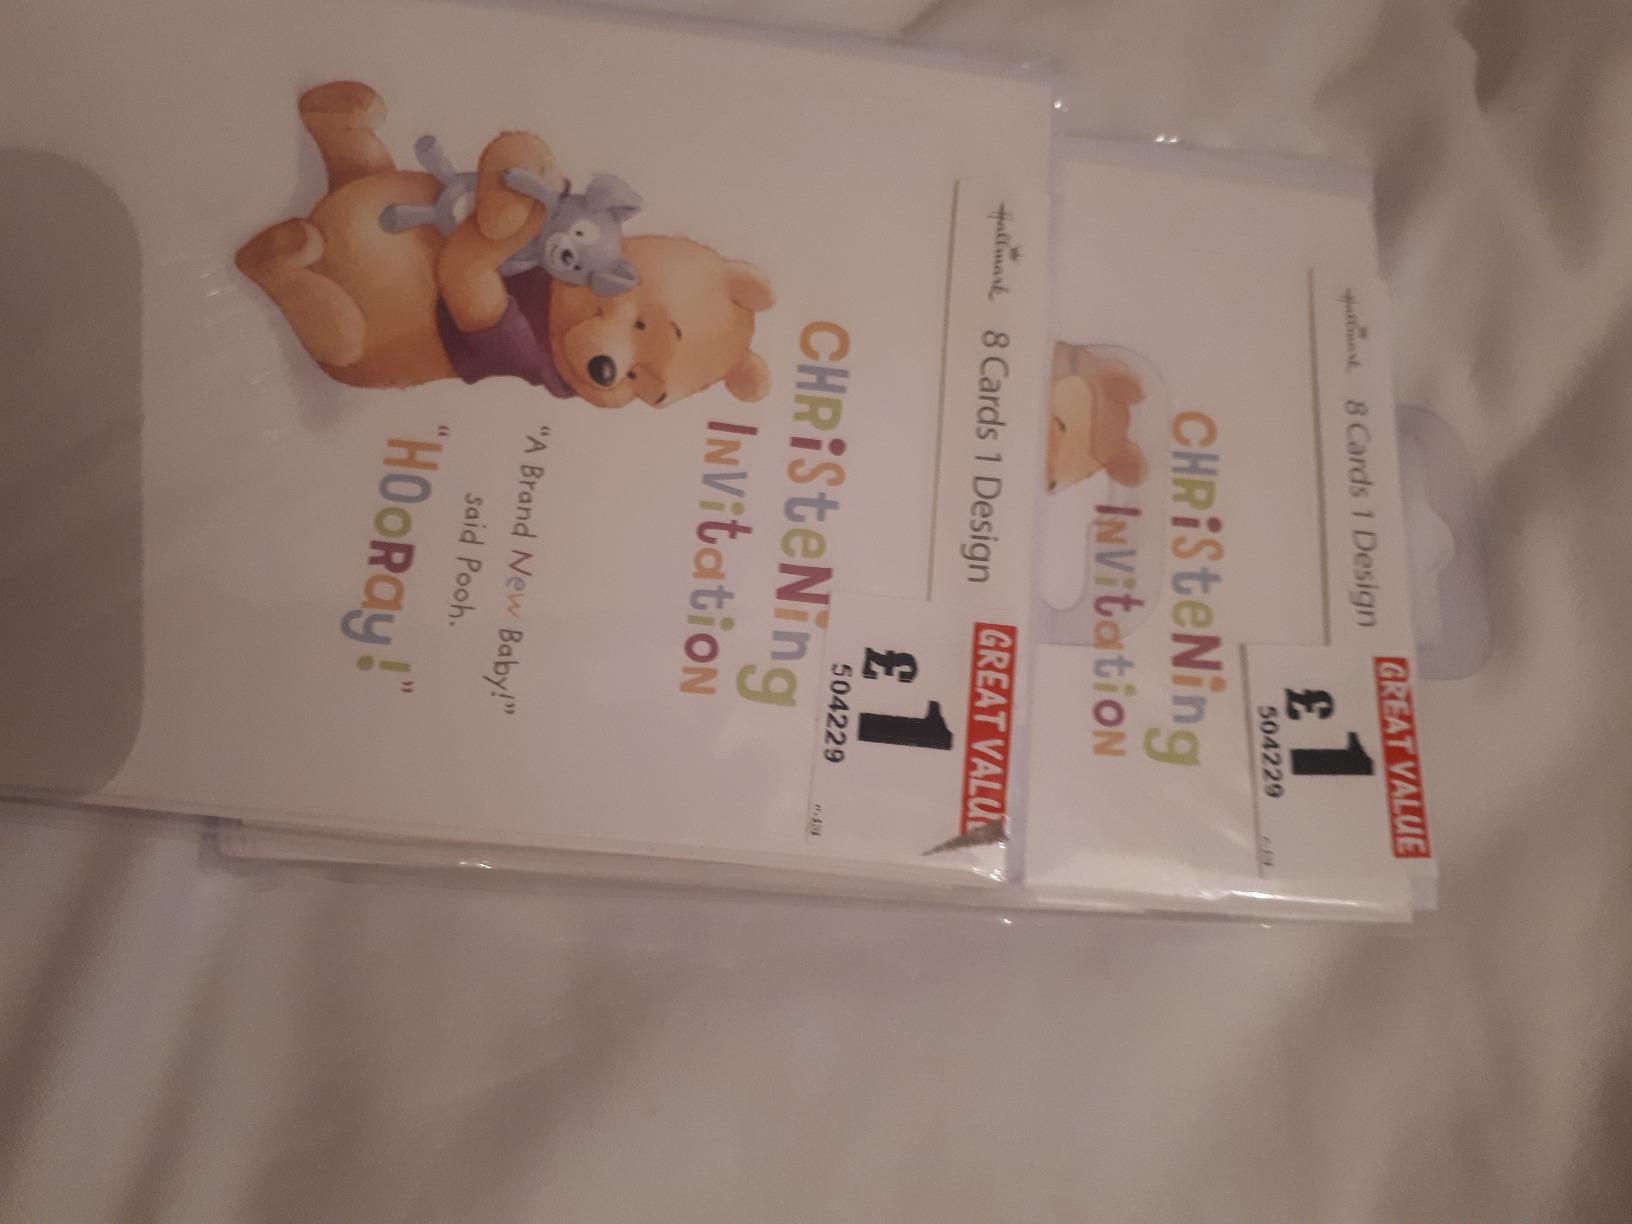 Hallmark 8 Cards 1 Design
GREAT VALUE
£1
504229
CHRiSteNing
INVitatioN
"A Brand New Baby!"
said Pooh.
"HOoRay!"
Hallmark 8 Cards 1 Design
GREAT VALUE
£1
504229
CHRiSteNing
INVitatioN